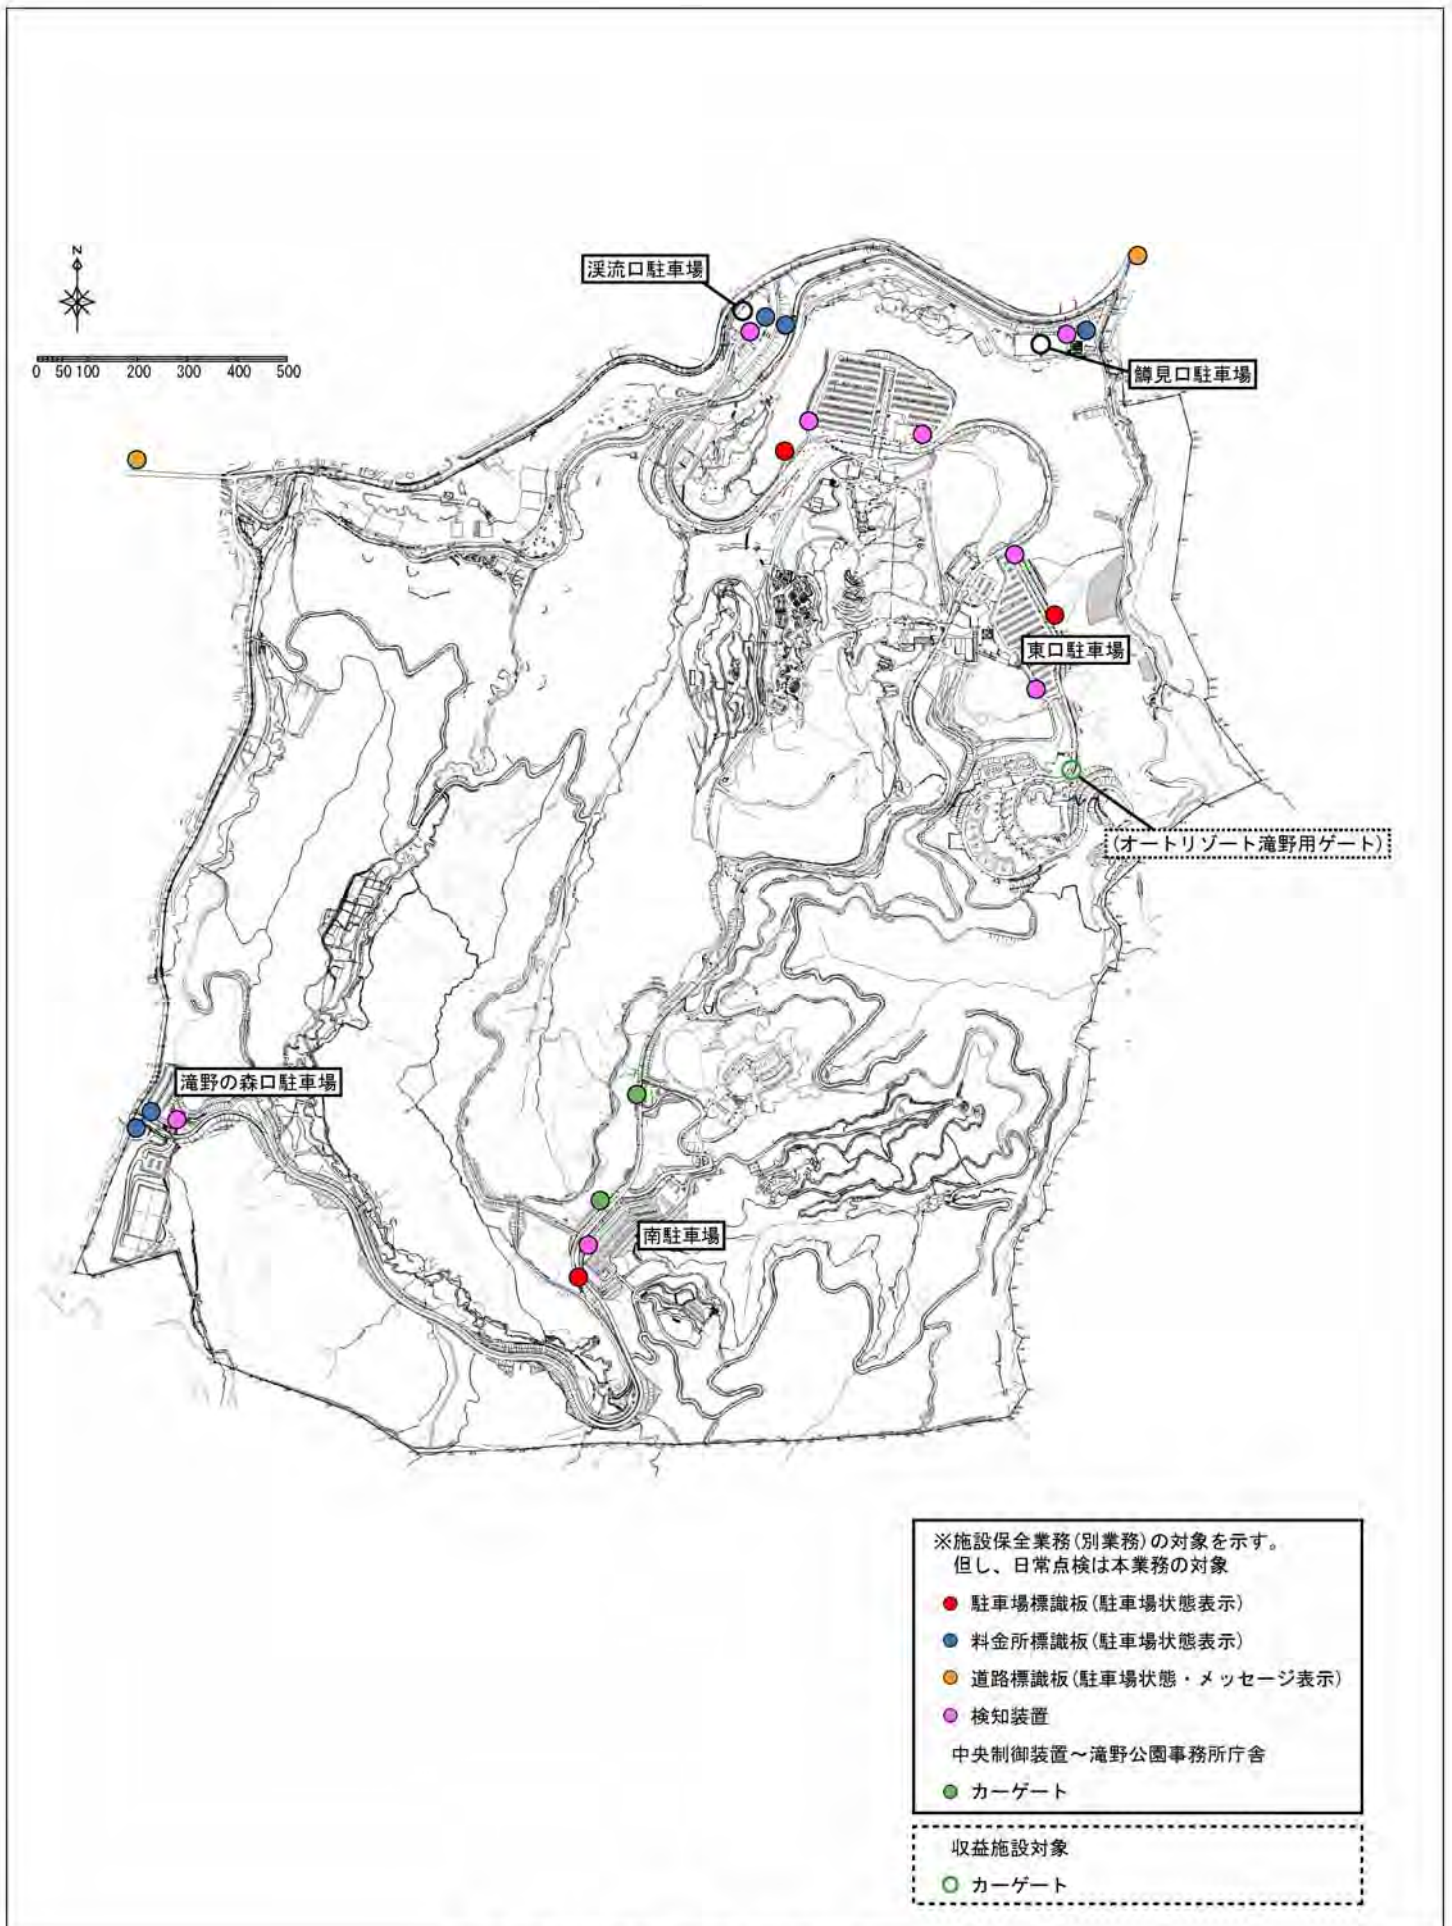 N
0 50 100 200 300 400 500
渓流口駐車場
鱒見口駐車場
東口駐車場
(オートリゾート滝野用ゲート)
滝野の森口駐車場
南駐車場
※施設保全業務(別業務)の対象を示す。
但し、日常点検は本業務の対象
駐車場標識板(駐車場状態表示)
料金所標識板(駐車場状態表示)
道路標識板(駐車場状態・メッセージ表示)
検知装置
中央制御装置～滝野公園事務所庁舎
カーゲート
収益施設対象
カーゲート